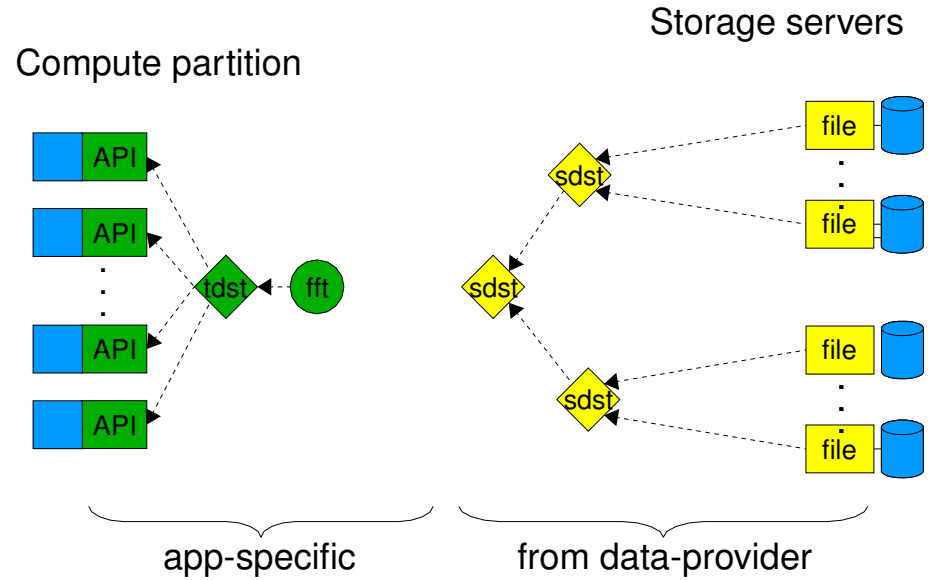 Storage servers
Compute partition
file
API
sdst
file
API
tdst
fft
sdst
API
file
sdst
API
file
app-specific
from data-provider